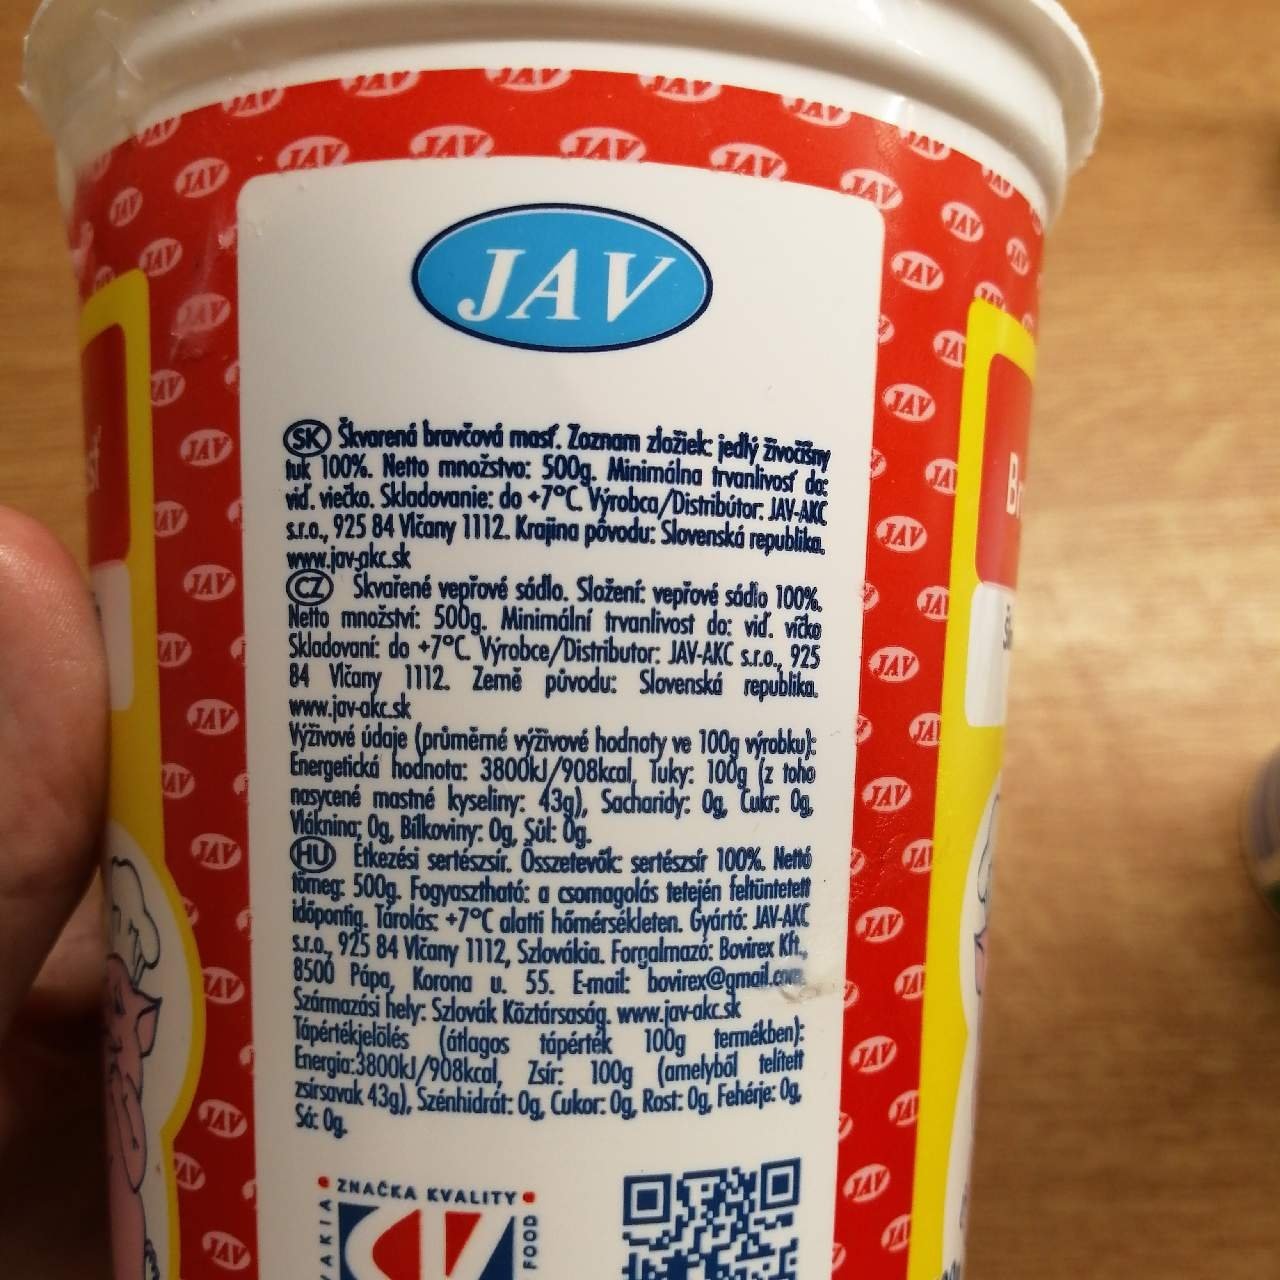 JAV
SK Škvarená bravčová masť. Zoznam zložiek: jedlý živočíšny
tuk 100%. Netto množstvo: 500g. Minimálna trvanlivosť do:
viď. viečko. Skladovanie: do +7°C. Výrobca/Distribútor: JAV-AKC
s.r.o., 925 84 Vlčany 1112. Krajina pôvodu: Slovenská republika.
www.jav-akc.sk
CZ Škvařené vepřové sádlo. Složení: vepřové sádlo 100%.
Netto množství: 500g. Minimální trvanlivost do: viď. víčko
Skladovaní: do +7°C. Výrobce/Distributor: JAV-AKC s.r.o., 925
84 Vlčany 1112. Země původu: Slovenská republika.
www.jav-akc.sk
Výživové údaje (průměrné výživové hodnoty ve 100g výrobku):
Energetická hodnota: 3800kJ/908kcal, Tuky: 100g (z toho
nasycené mastné kyseliny: 43g), Sacharidy: 0g, Cukr: 0g,
Vláknina: 0g, Bílkoviny: 0g, Sůl: 0g.
HU Étkezési sertészsír. Összetevők: sertészsír 100%. Nettó
tömeg: 500g. Fogyasztható: a csomagolás tetején feltüntetett
időpontig. Tárolás: +7°C alatti hőmérsékleten. Gyártó: JAV-AKC
s.r.o., 925 84 Vlčany 1112, Szlovákia. Forgalmazó: Bovirex Kft.,
8500 Pápa, Korona u. 55. E-mail: bovirex@gmail.com
Származási hely: Szlovák Köztársaság. www.jav-akc.sk
Tápértékjelölés (átlagos tápérték 100g termékben):
Energia:3800kJ/908kcal, Zsír: 100g (amelyből telített
zsírsavak 43g), Szénhidrát: 0g, Cukor: 0g, Rost: 0g, Fehérje: 0g,
Só: 0g.
ZNAČKA KVALITY
FOOD